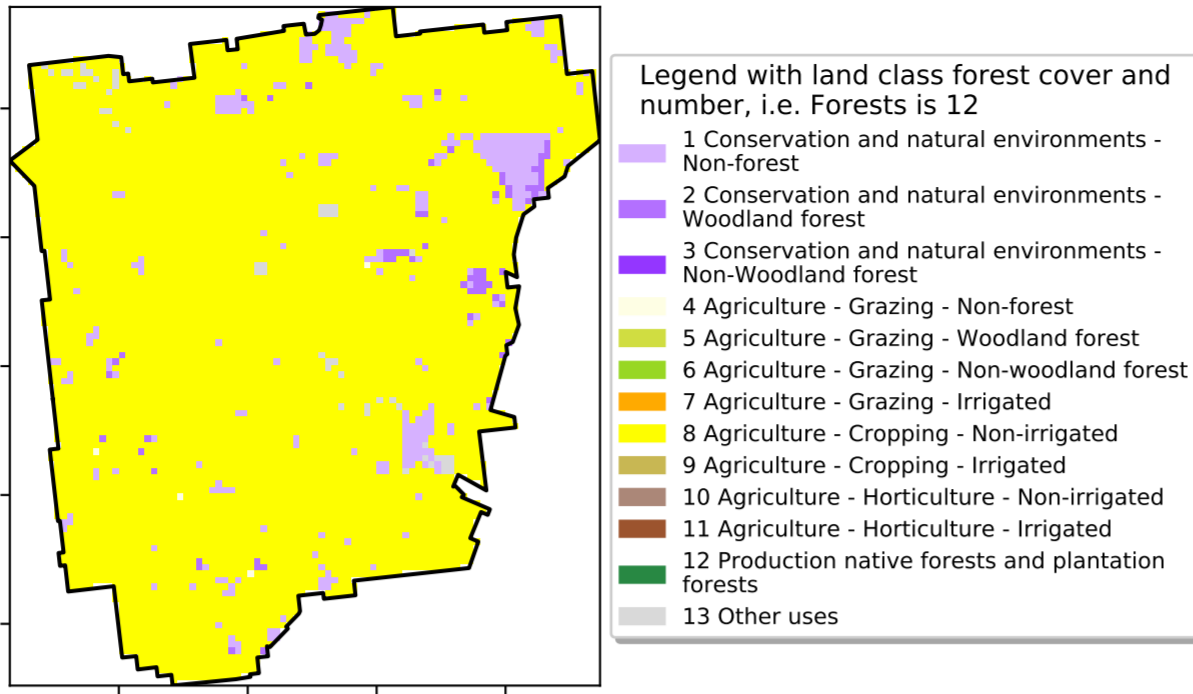 Legend with land class forest cover and
number, i.e. Forests is 12
1 Conservation and natural environments -
Non-forest
2 Conservation and natural environments -
Woodland forest
3 Conservation and natural environments -
Non-Woodland forest
4 Agriculture - Grazing - Non-forest
5 Agriculture - Grazing - Woodland forest
6 Agriculture - Grazing - Non-woodland forest
7 Agriculture - Grazing - Irrigated
8 Agriculture - Cropping - Non-irrigated
9 Agriculture - Cropping - Irrigated
10 Agriculture - Horticulture - Non-irrigated
11 Agriculture - Horticulture - Irrigated
12 Production native forests and plantation
forests
13 Other uses